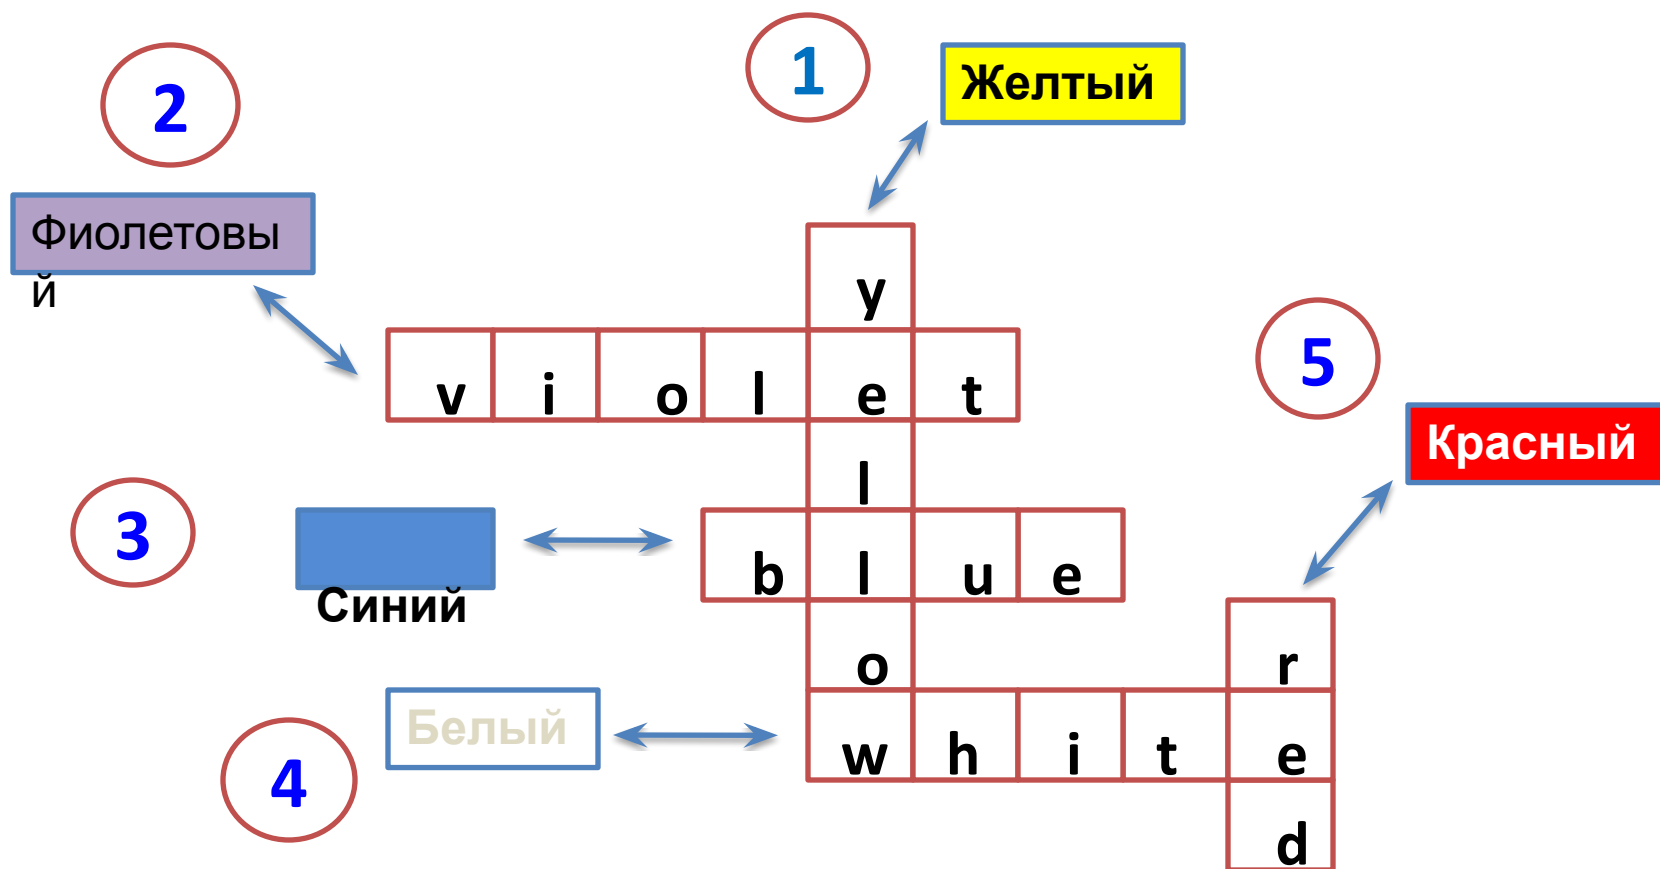 1
Желтый
2
Фиолетовы
й
y
v i o l e t
5
Красный
l
3
Синий
b l u e
o
r
4
Белый
w h i t e
d